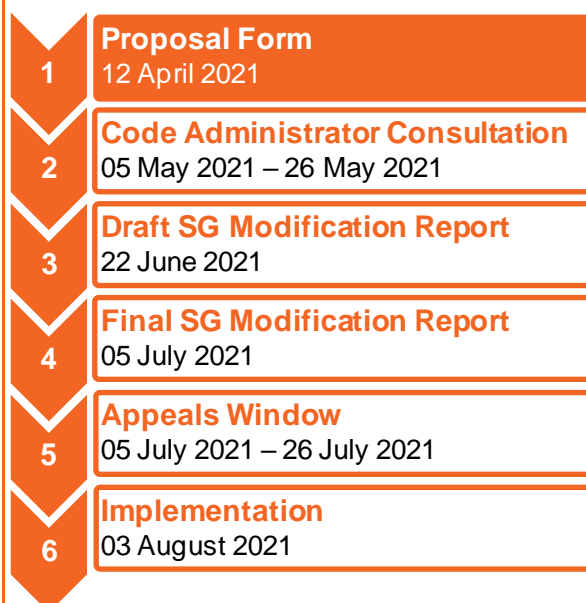 1
Proposal Form
12 April 2021
2
Code Administrator Consultation
05 May 2021 – 26 May 2021
3
Draft SG Modification Report
22 June 2021
4
Final SG Modification Report
05 July 2021
5
Appeals Window
05 July 2021 – 26 July 2021
6
Implementation
03 August 2021